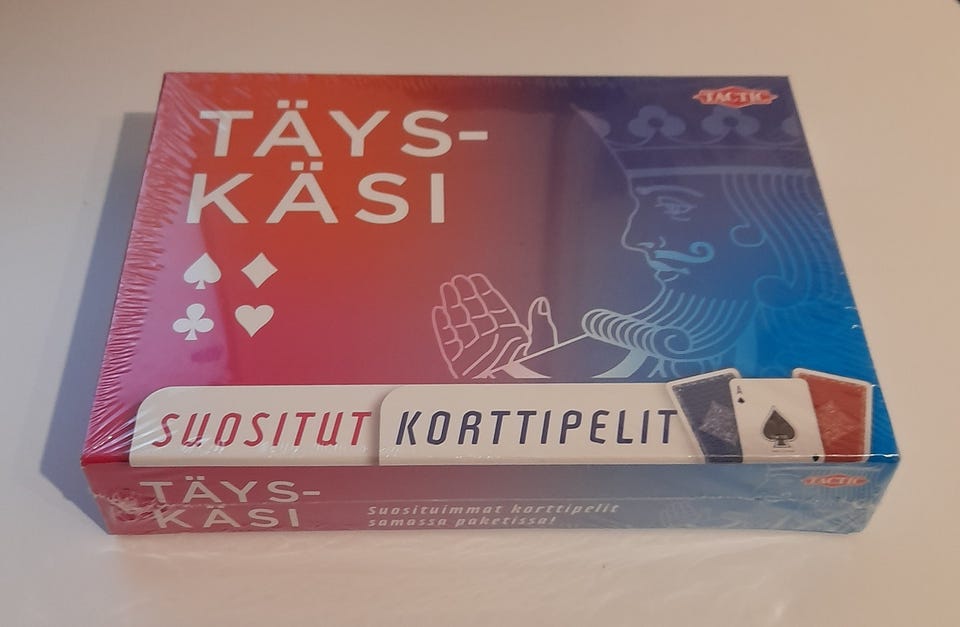 TACTIC
TÄYS-
KÄSI
SUOSITUT KORTTIPELIT
A
TÄYS-
KÄSI
Suosituimmat korttipelit
samassa paketissa!
TACTIC